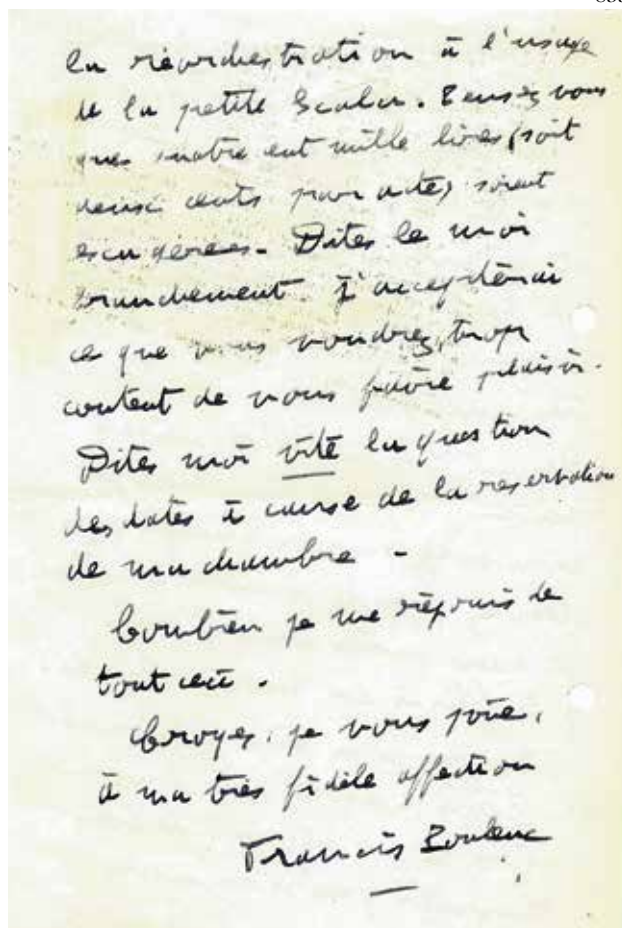 la réorchestration à l'usage
de la petite Scala. Pensez vous
que quatre cent mille lires (soit
deux cents par acte) soient
exagérées. Dites le moi
franchement. J'accepterai
ce que vous voudrez, trop
content de vous faire plaisir.
Dites moi vite la question
des dates à cause de la reservation
de ma chambre -
Combien je me réjouis de
tout ceci.
Croyez, je vous prie,
à ma très fidèle affection
Francis Poulenc